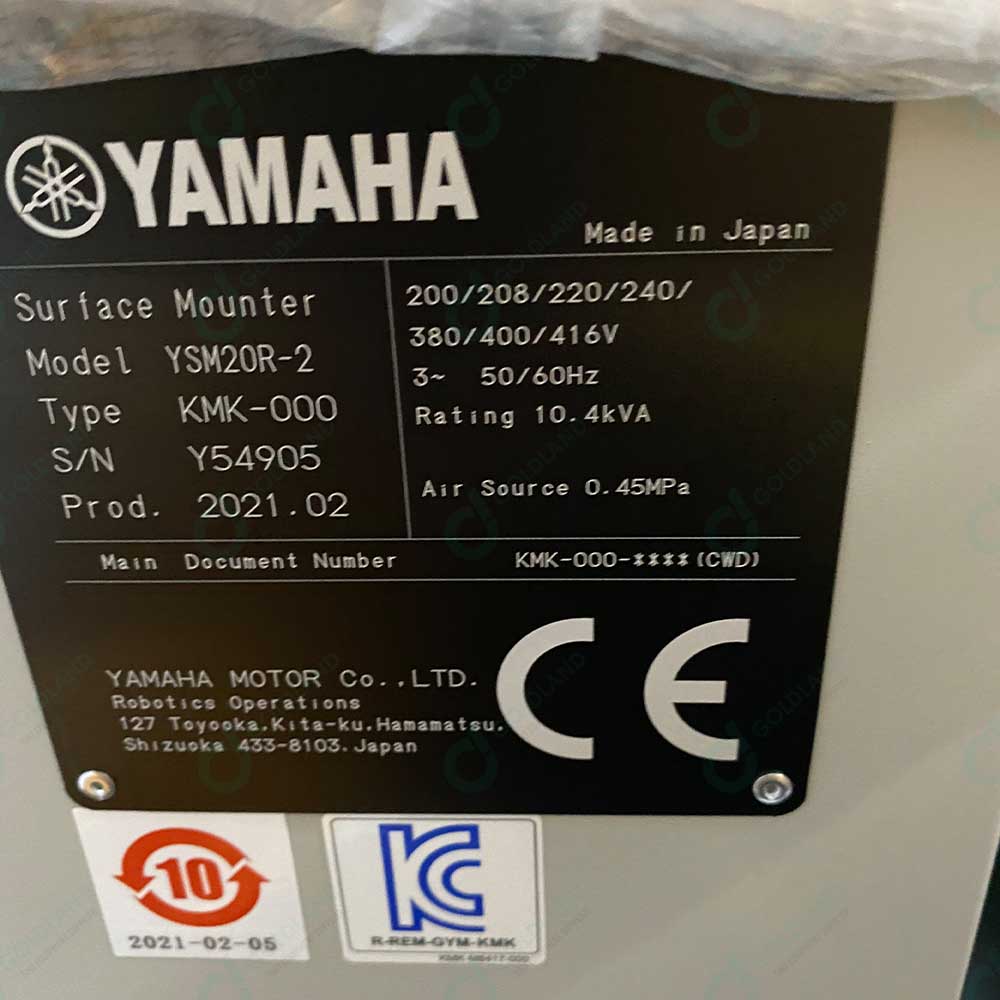 YAMAHA
Made in Japan
Surface Mounter
Model YSM20R-2
Type KMK-000
S/N Y54905
Prod. 2021.02
200/208/220/240/
380/400/416V
3~ 50/60Hz
Rating 10.4kVA
Air Source 0.45MPa
Main Document Number KMK-000-****(CWD)
YAMAHA MOTOR Co.,LTD.
Robotics Operations
127 Toyooka,Kita-ku,Hamamatsu,
Shizuoka 433-8103,Japan
CE
10
2021-02-05
KC
R-REM-GYM-KMK
GOLDLAND